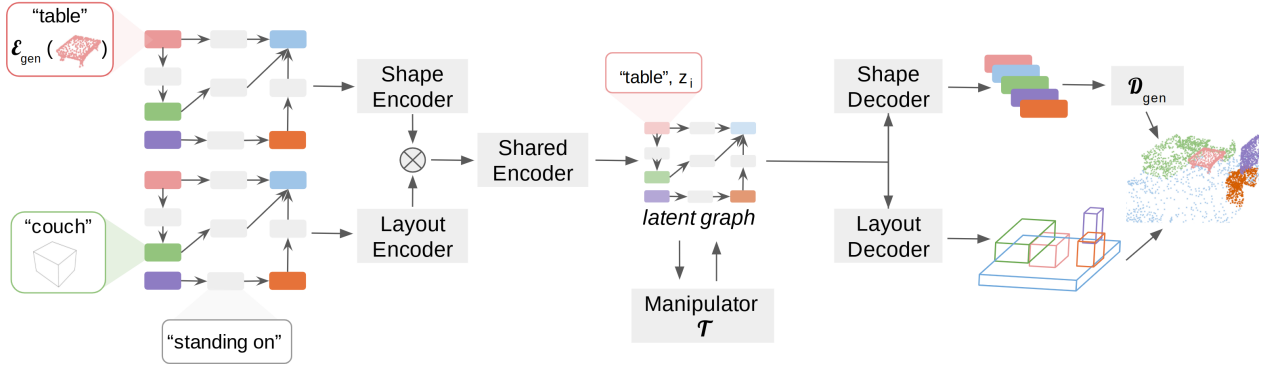 “table”
ℰgen ( )
“couch”
“standing on”
Shape
Encoder
Layout
Encoder
Shared
Encoder
“table”, zi
latent graph
Manipulator
𝒯
Shape
Decoder
Layout
Decoder
𝒟gen